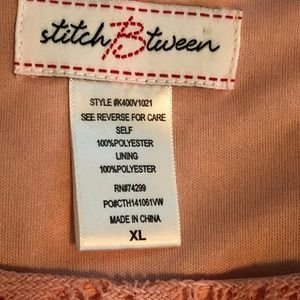 stitch B tween
STYLE #K400V1021
SEE REVERSE FOR CARE
SELF
100%POLYESTER
LINING
100%POLYESTER
RN#74299
PO#CTH141061VW
MADE IN CHINA
XL